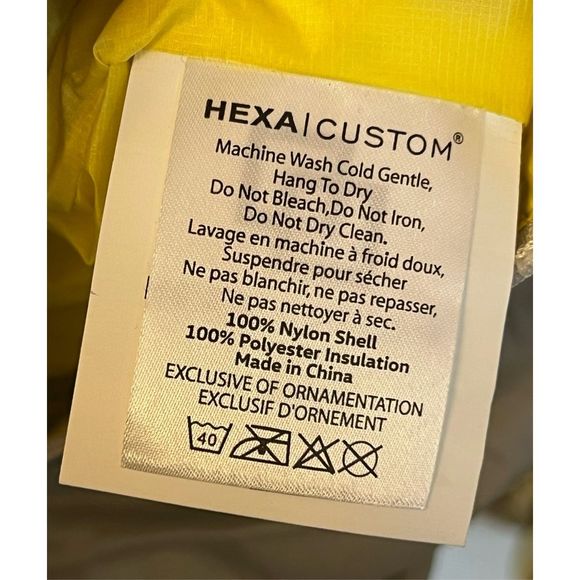 HEXA|CUSTOM®
Machine Wash Cold Gentle,
Hang To Dry
Do Not Bleach,Do Not Iron,
Do Not Dry Clean.
Lavage en machine à froid doux,
Suspendre pour sécher
Ne pas blanchir, ne pas repasser,
Ne pas nettoyer à sec.
100% Nylon Shell
100% Polyester Insulation
Made in China
EXCLUSIVE OF ORNAMENTATION
EXCLUSIF D'ORNEMENT
40